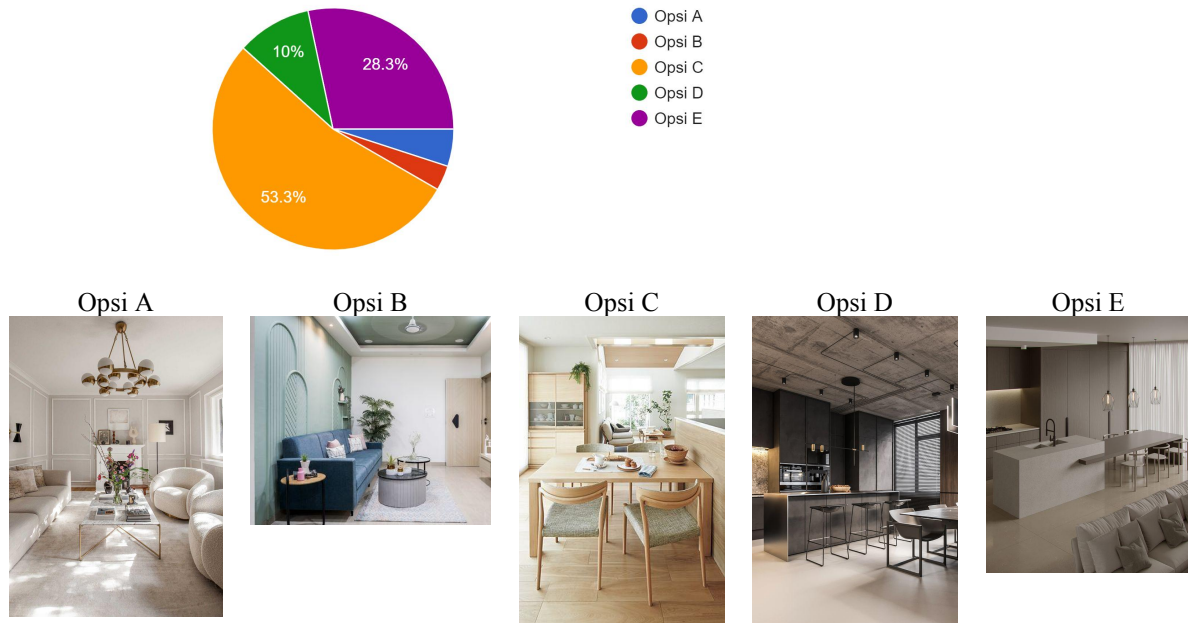 10%
28.3%
53.3%
Opsi A
Opsi B
Opsi C
Opsi D
Opsi E
Opsi A
Opsi B
Opsi C
Opsi D
Opsi E